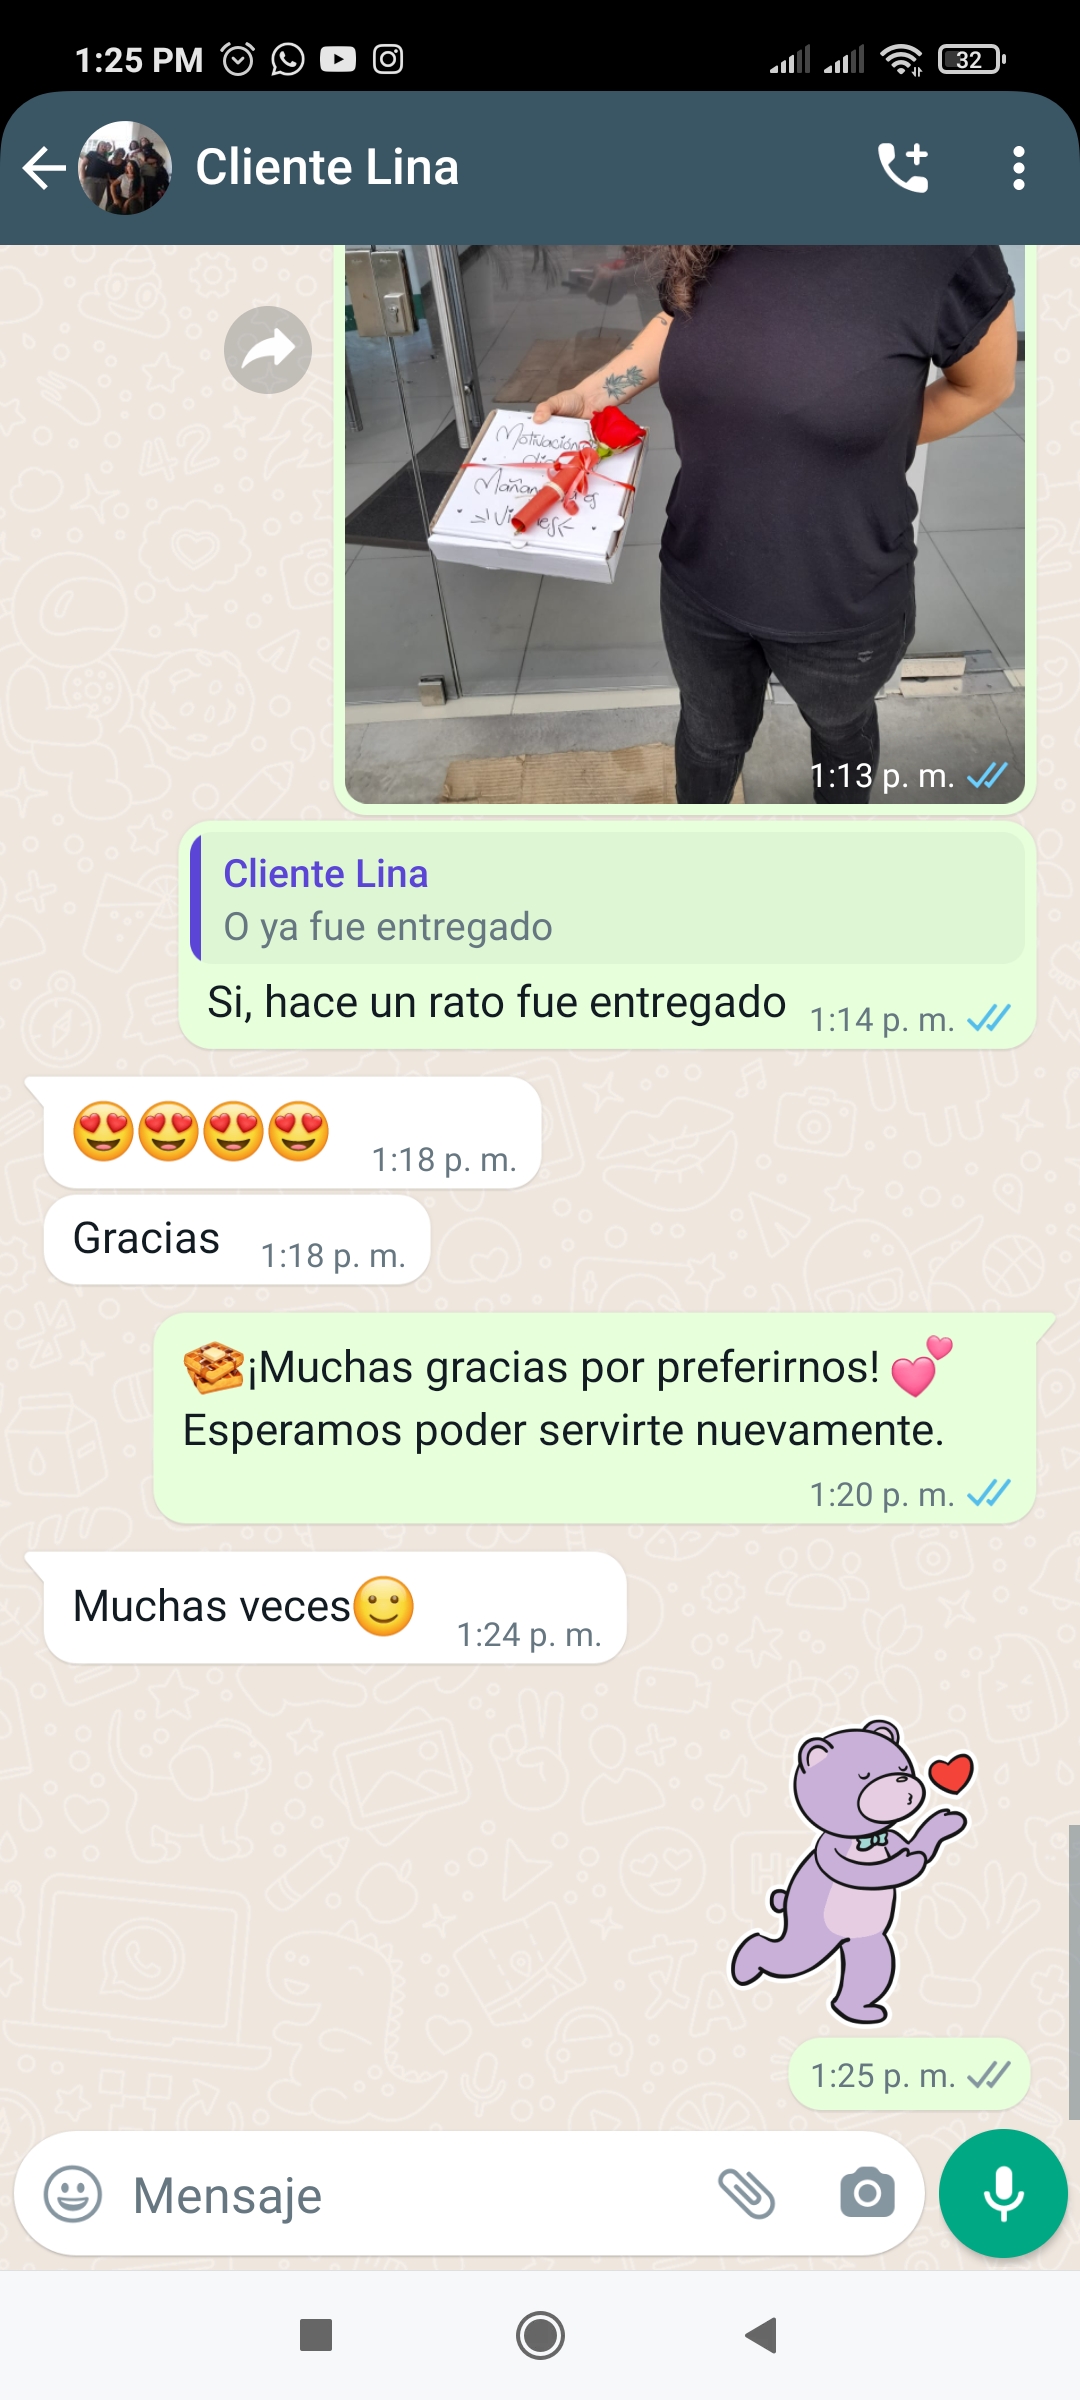 1:25 PM
32
Cliente Lina
Motivación
Mañana
1:13 p. m.
Cliente Lina
O ya fue entregado
Si, hace un rato fue entregado
1:14 p. m.
😍😍😍😍
1:18 p. m.
Gracias
1:18 p. m.
🧇¡Muchas gracias por preferirnos! 💕
Esperamos poder servirte nuevamente.
1:20 p. m.
Muchas veces🙂
1:24 p. m.
1:25 p. m.
Mensaje